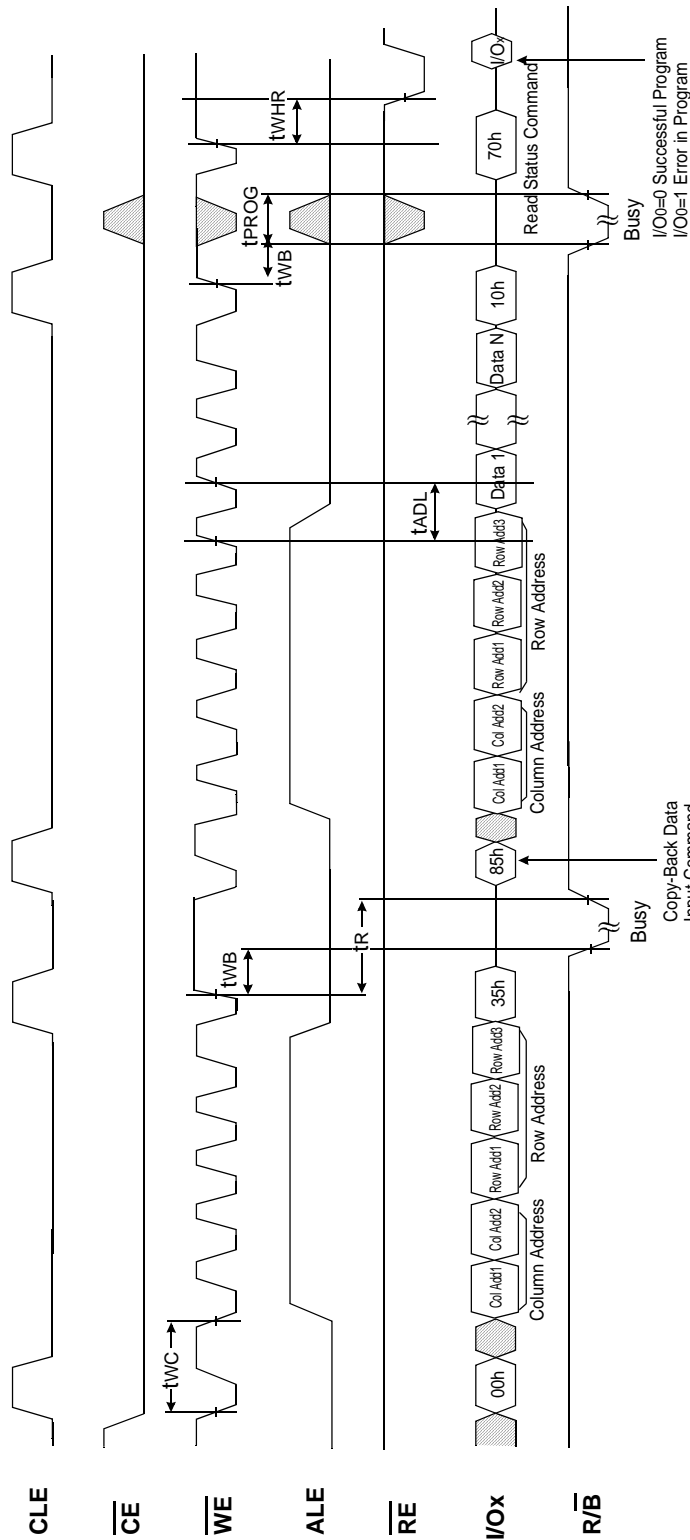 CLE
CE
WE
tWC
tWB
tADL
tWB
tPROG
tWHR
ALE
RE
tR
I/Ox
00h
Col Add1
Col Add2
Row Add1
Row Add2
Row Add3
35h
85h
Col Add1
Col Add2
Row Add1
Row Add2
Row Add3
Data 1
Data N
10h
70h
I/Ox
Column Address
Row Address
Column Address
Row Address
Read Status Command
R/B
Busy
Busy
Copy-Back Data
Input Command
I/O0=0 Successful Program
I/O0=1 Error in Program